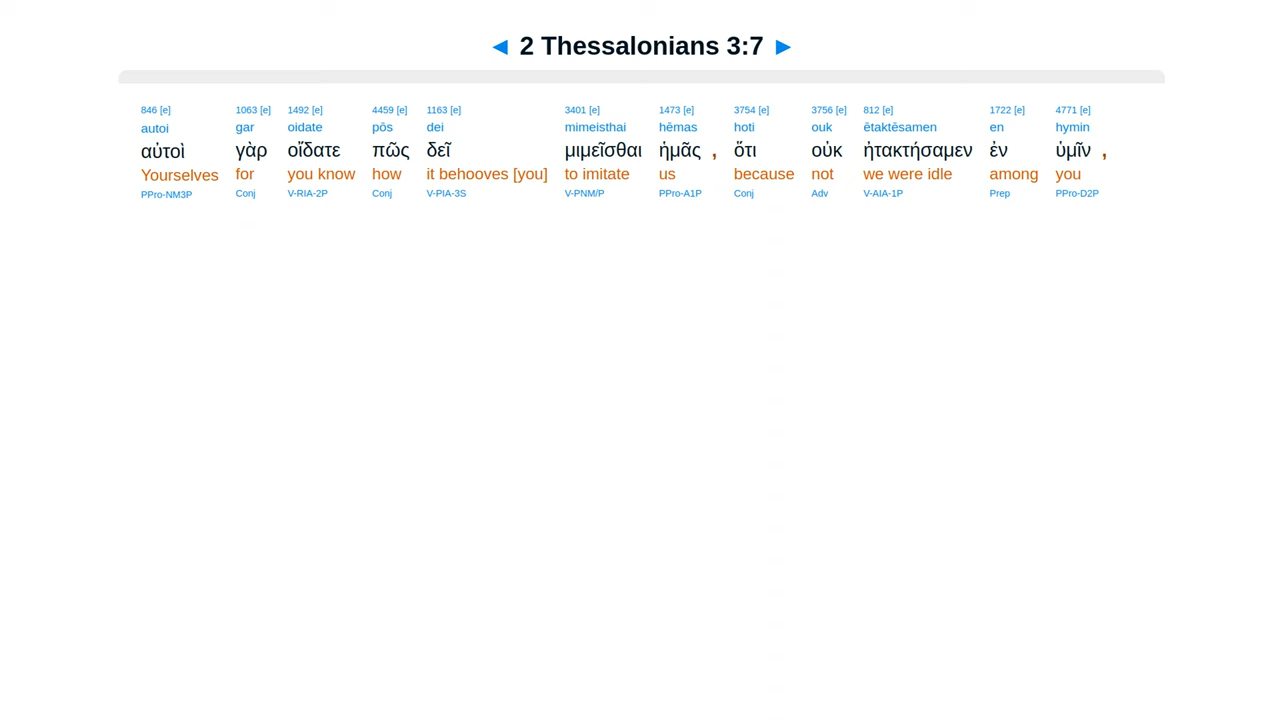 ◄ 2 Thessalonians 3:7 ►
846 [e] 1063 [e] 1492 [e] 4459 [e] 1163 [e] 3401 [e] 1473 [e] 3754 [e] 3756 [e] 812 [e] 1722 [e] 4771 [e]
autoi gar oidate pōs dei mimeisthai hēmas hoti ouk ētaktēsamen en hymin
αὐτοὶ γὰρ οἴδατε πῶς δεῖ μιμεῖσθαι ἡμᾶς , ὅτι οὐκ ἠτακτήσαμεν ἐν ὑμῖν ,
Yourselves for you know how it behooves [you] to imitate us because not we were idle among you
PPro-NM3P Conj V-RIA-2P Conj V-PIA-3S V-PNM/P PPro-A1P Conj Adv V-AIA-1P Prep PPro-D2P